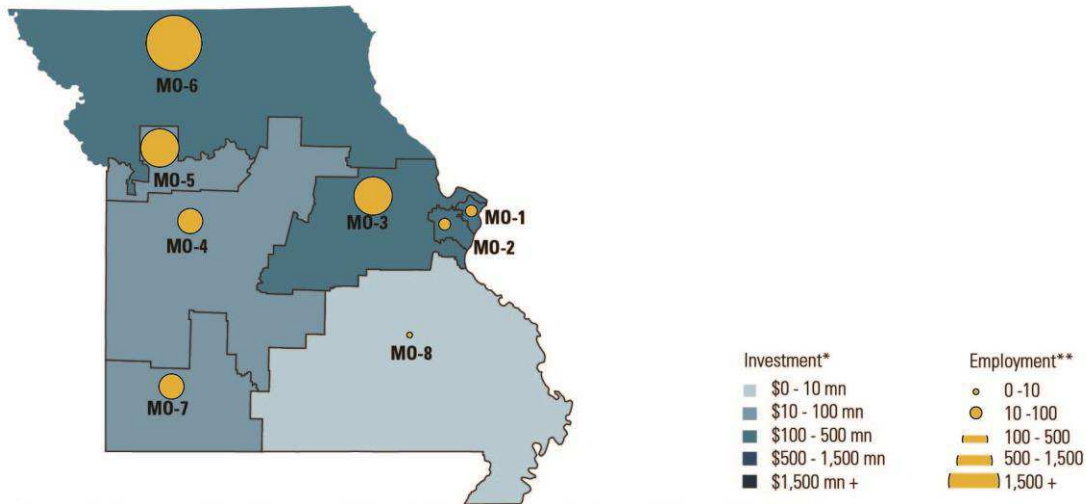 MO-6
MO-5
MO-3
MO-1
MO-4
MO-2
MO-8
MO-7
Investment*
$0 - 10 mn
$10 - 100 mn
$100 - 500 mn
$500 - 1,500 mn
$1,500 mn +
Employment**
0 -10
10 -100
100 - 500
500 - 1,500
1,500 +